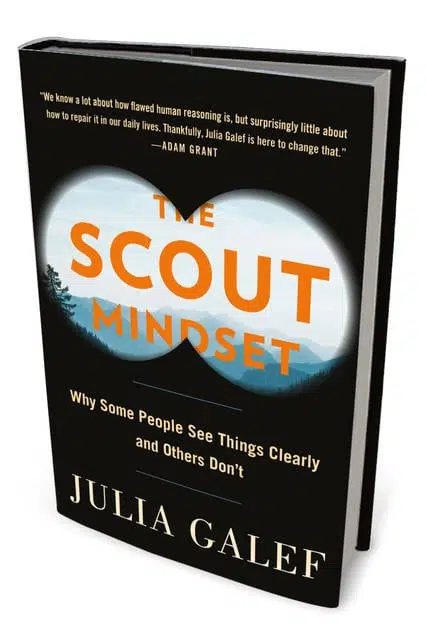 "We know a lot about how flawed human reasoning is, but surprisingly little about
how to repair it in our daily lives. Thankfully, Julia Galef is here to change that."
—ADAM GRANT
THE
SCOUT
MINDSET
Why Some People See Things Clearly
and Others Don't
JULIA GALEF